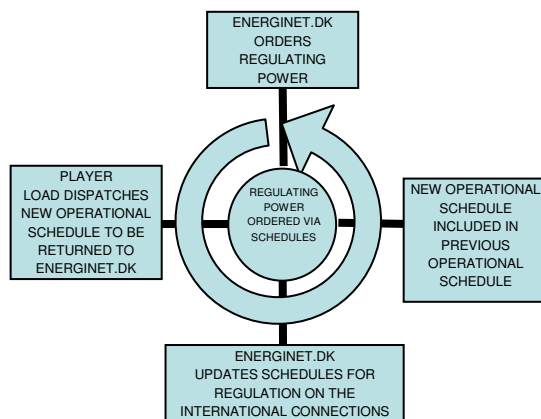 ENERGINET.DK
ORDERS
REGULATING
POWER
PLAYER
LOAD DISPATCHES
NEW OPERATIONAL
SCHEDULE TO BE
RETURNED TO
ENERGINET.DK
REGULATING
POWER
ORDERED VIA
SCHEDULES
NEW OPERATIONAL
SCHEDULE
INCLUDED IN
PREVIOUS
OPERATIONAL
SCHEDULE
ENERGINET.DK
UPDATES SCHEDULES FOR
REGULATION ON THE
INTERNATIONAL CONNECTIONS